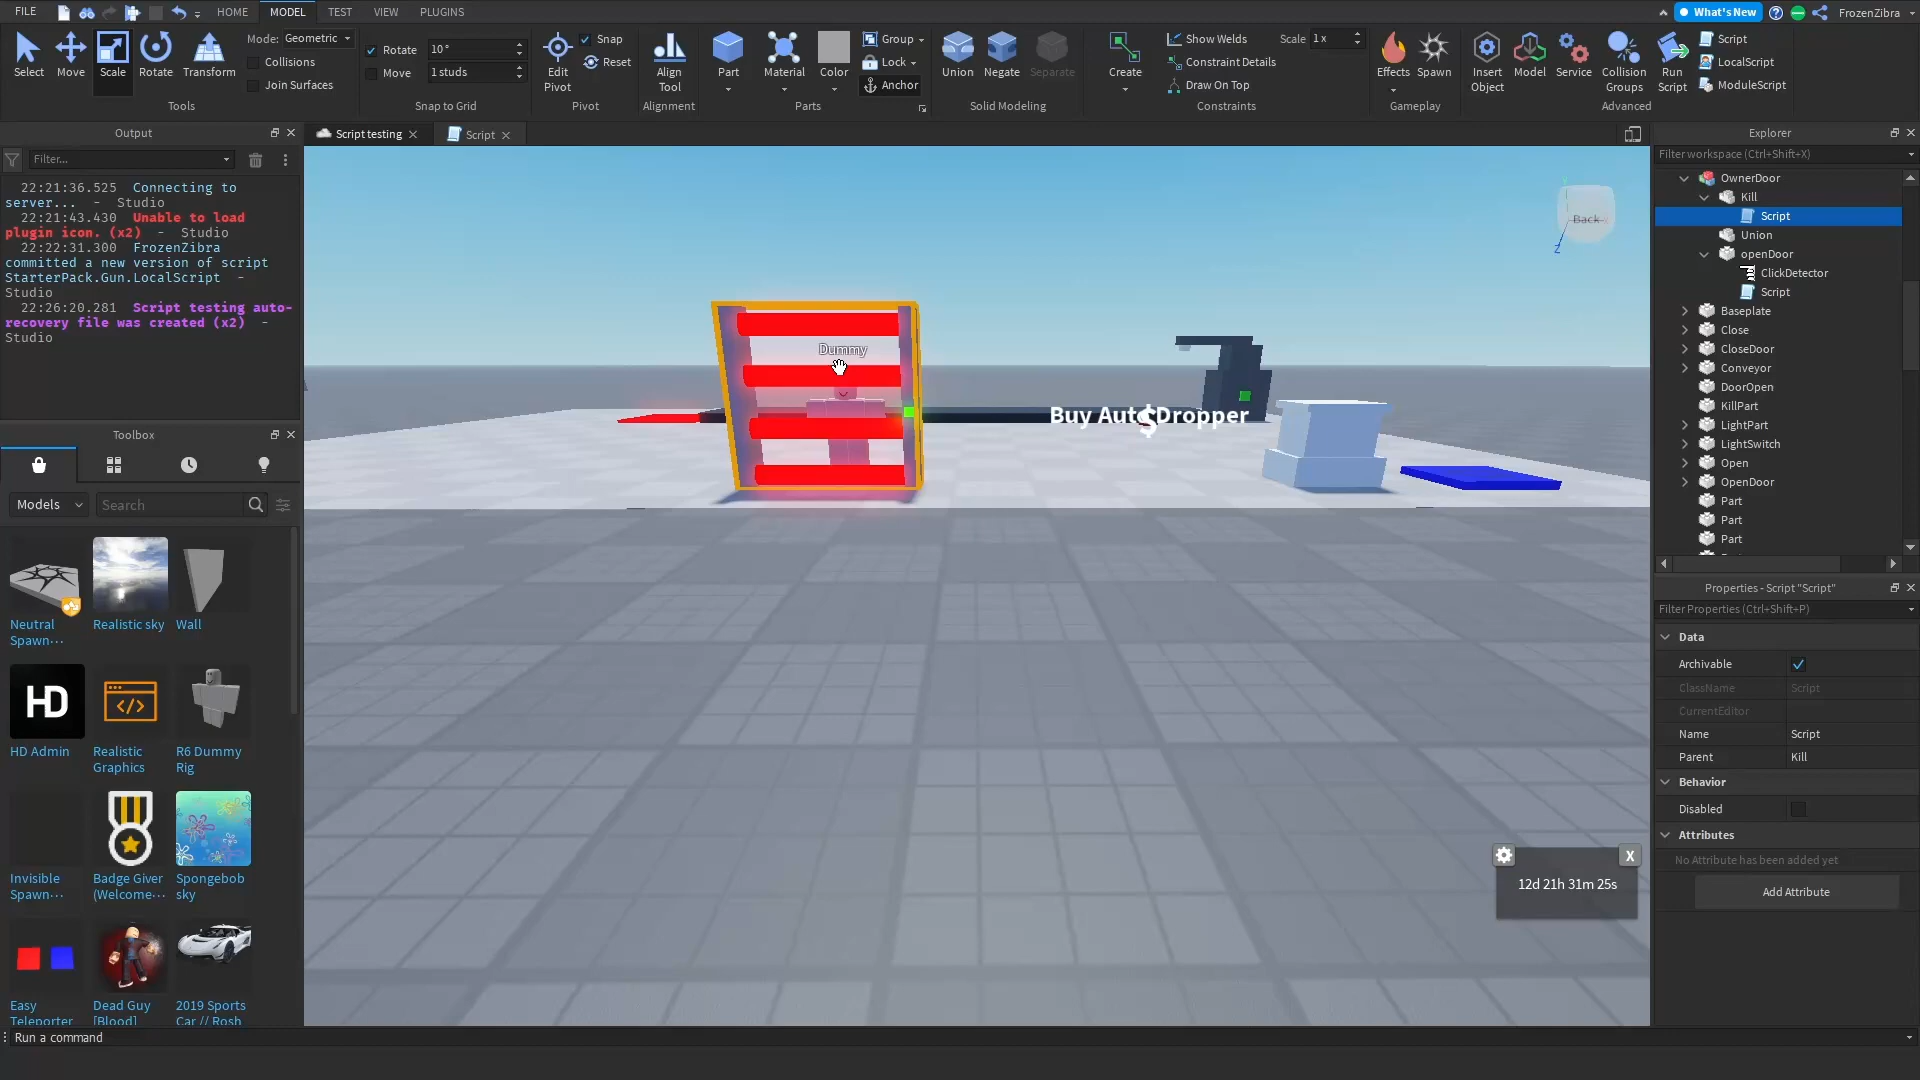 FILE
HOME
MODEL
TEST
VIEW
PLUGINS
What's New
FrozenZibra
Select
Move
Scale
Rotate
Transform
Mode: Geometric
Collisions
Join Surfaces
Tools
Rotate
10°
Move
1 studs
Snap to Grid
Edit
Pivot
Snap
Reset
Pivot
Align
Tool
Alignment
Part
Material
Color
Group
Lock
Anchor
Parts
Union
Negate
Separate
Solid Modeling
Create
Show Welds
Scale 1 x
Constraint Details
Draw On Top
Constraints
Effects
Spawn
Gameplay
Insert
Object
Model
Service
Collision
Groups
Run
Script
Script
LocalScript
ModuleScript
Advanced
Output
Filter...
22:21:36.525 Connecting to
server... - Studio
22:21:43.430 Unable to load
plugin icon. (x2) - Studio
22:22:31.300 FrozenZibra
committed a new version of script
StarterPack.Gun.LocalScript -
Studio
22:26:20.281 Script testing auto-
recovery file was created (x2) -
Studio
Toolbox
Models
Search
Neutral
Spawn...
Realistic sky
Wall
HD
HD Admin
Realistic
Graphics
R6 Dummy
Rig
Invisible
Spawn...
Badge Giver
(Welcome...
Spongebob
sky
Easy
Teleporter
Dead Guy
[Blood]
2019 Sports
Car // Rosh
Script testing
Script
Back
Dummy
Buy Auto Dropper
$
12d 21h 31m 25s
X
Explorer
Filter workspace (Ctrl+Shift+X)
OwnerDoor
Kill
Script
Union
openDoor
ClickDetector
Script
Baseplate
Close
CloseDoor
Conveyor
DoorOpen
KillPart
LightPart
LightSwitch
Open
OpenDoor
Part
Part
Part
Properties - Script "Script"
Filter Properties (Ctrl+Shift+P)
Data
Archivable
ClassName Script
CurrentEditor
Name Script
Parent Kill
Behavior
Disabled
Attributes
No Attribute has been added yet
Add Attribute
Run a command